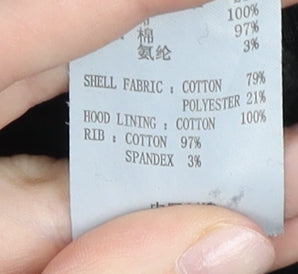 100%
棉 97%
氨纶 3%
SHELL FABRIC : COTTON 79%
POLYESTER 21%
HOOD LINING : COTTON 100%
RIB : COTTON 97%
SPANDEX 3%